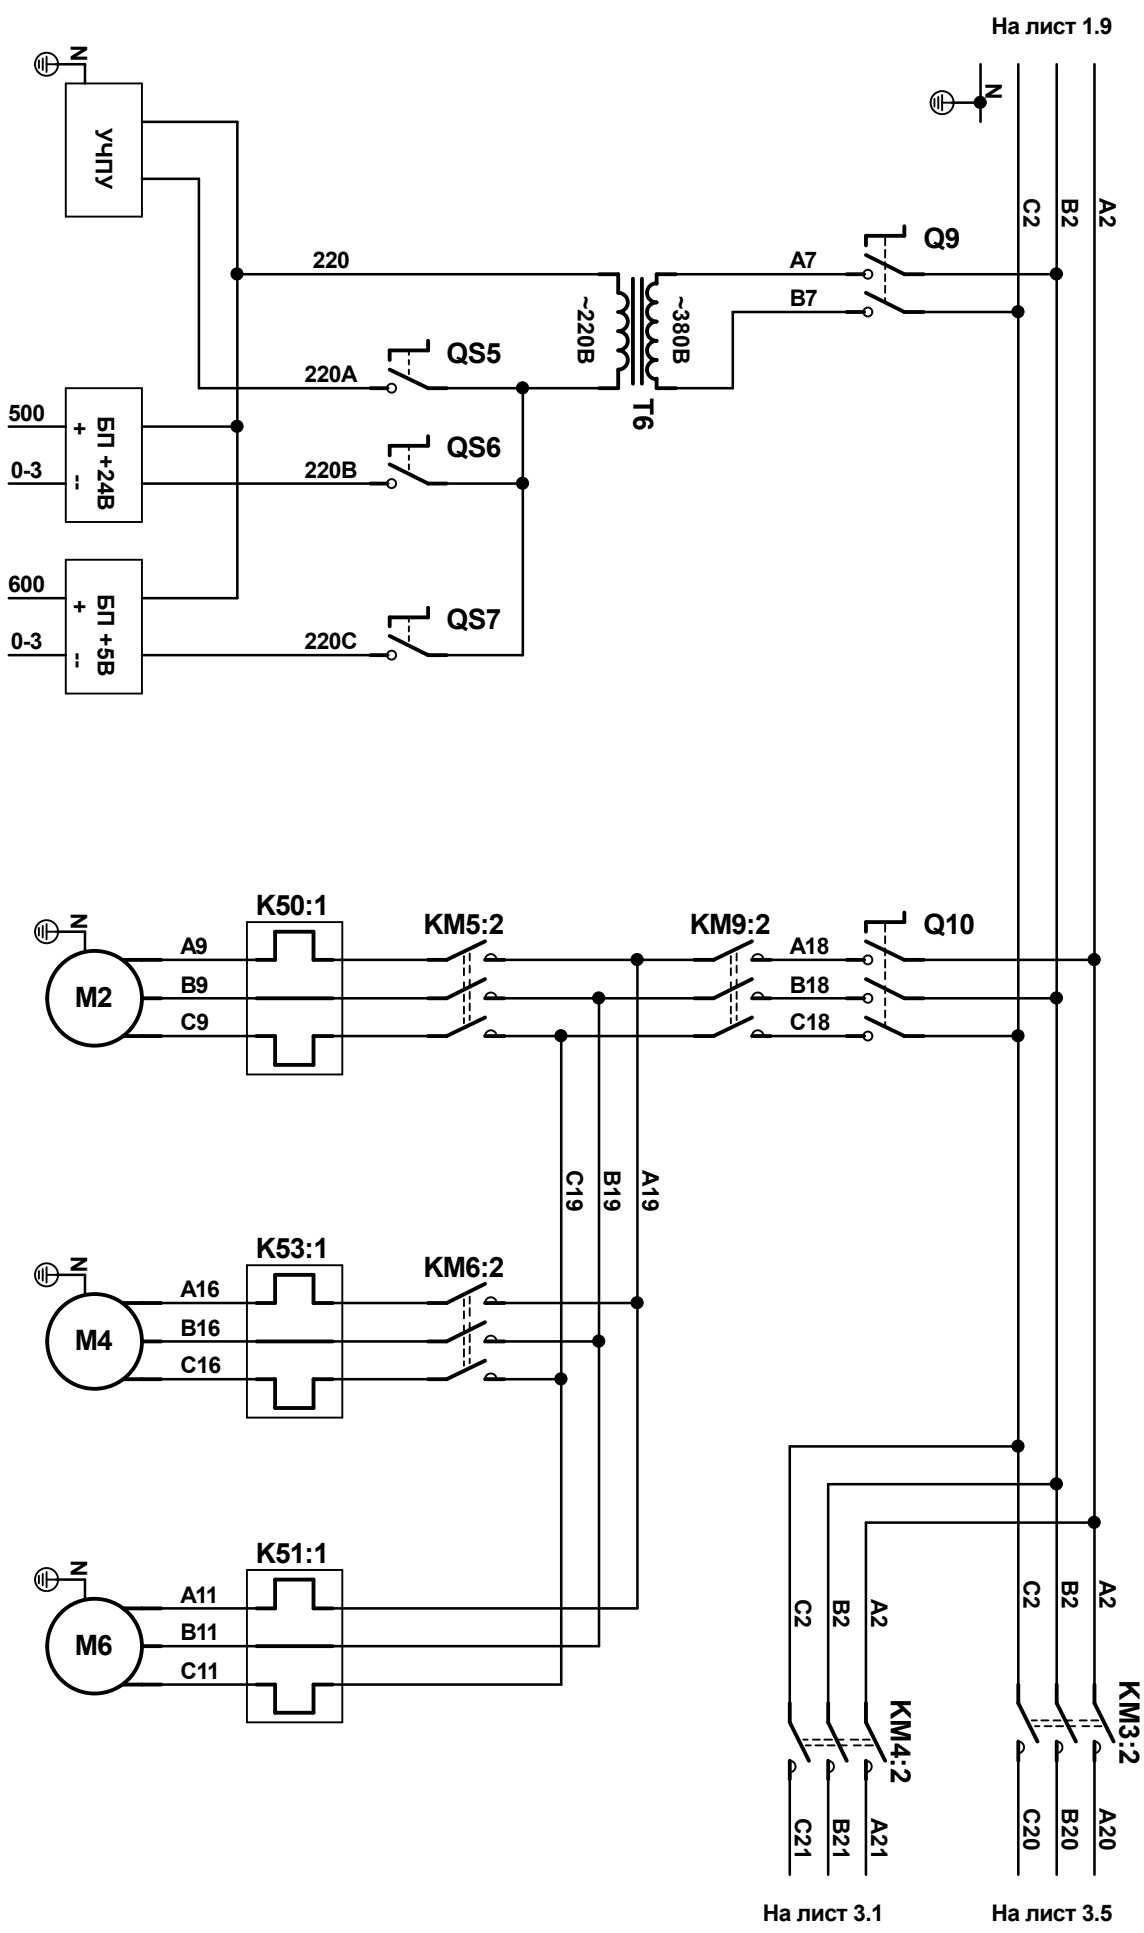 На лист 1.9
N
N
УЧПУ
C2
B2
A2
Q9
220
A7
B7
~220В
~380В
T6
QS5
220A
500
+
БП +24В
QS6
220B
0-3
--
600
+
БП +5В
QS7
220C
0-3
--
K50:1
KM5:2
KM9:2
Q10
N
A9
A18
M2
B9
B18
C9
C18
C19
B19
A19
K53:1
KM6:2
N
A16
M4
B16
C16
K51:1
N
A11
M6
B11
C11
C2
B2
A2
C2
B2
A2
KM4:2
KM3:2
C21
B21
A21
C20
B20
A20
На лист 3.1
На лист 3.5